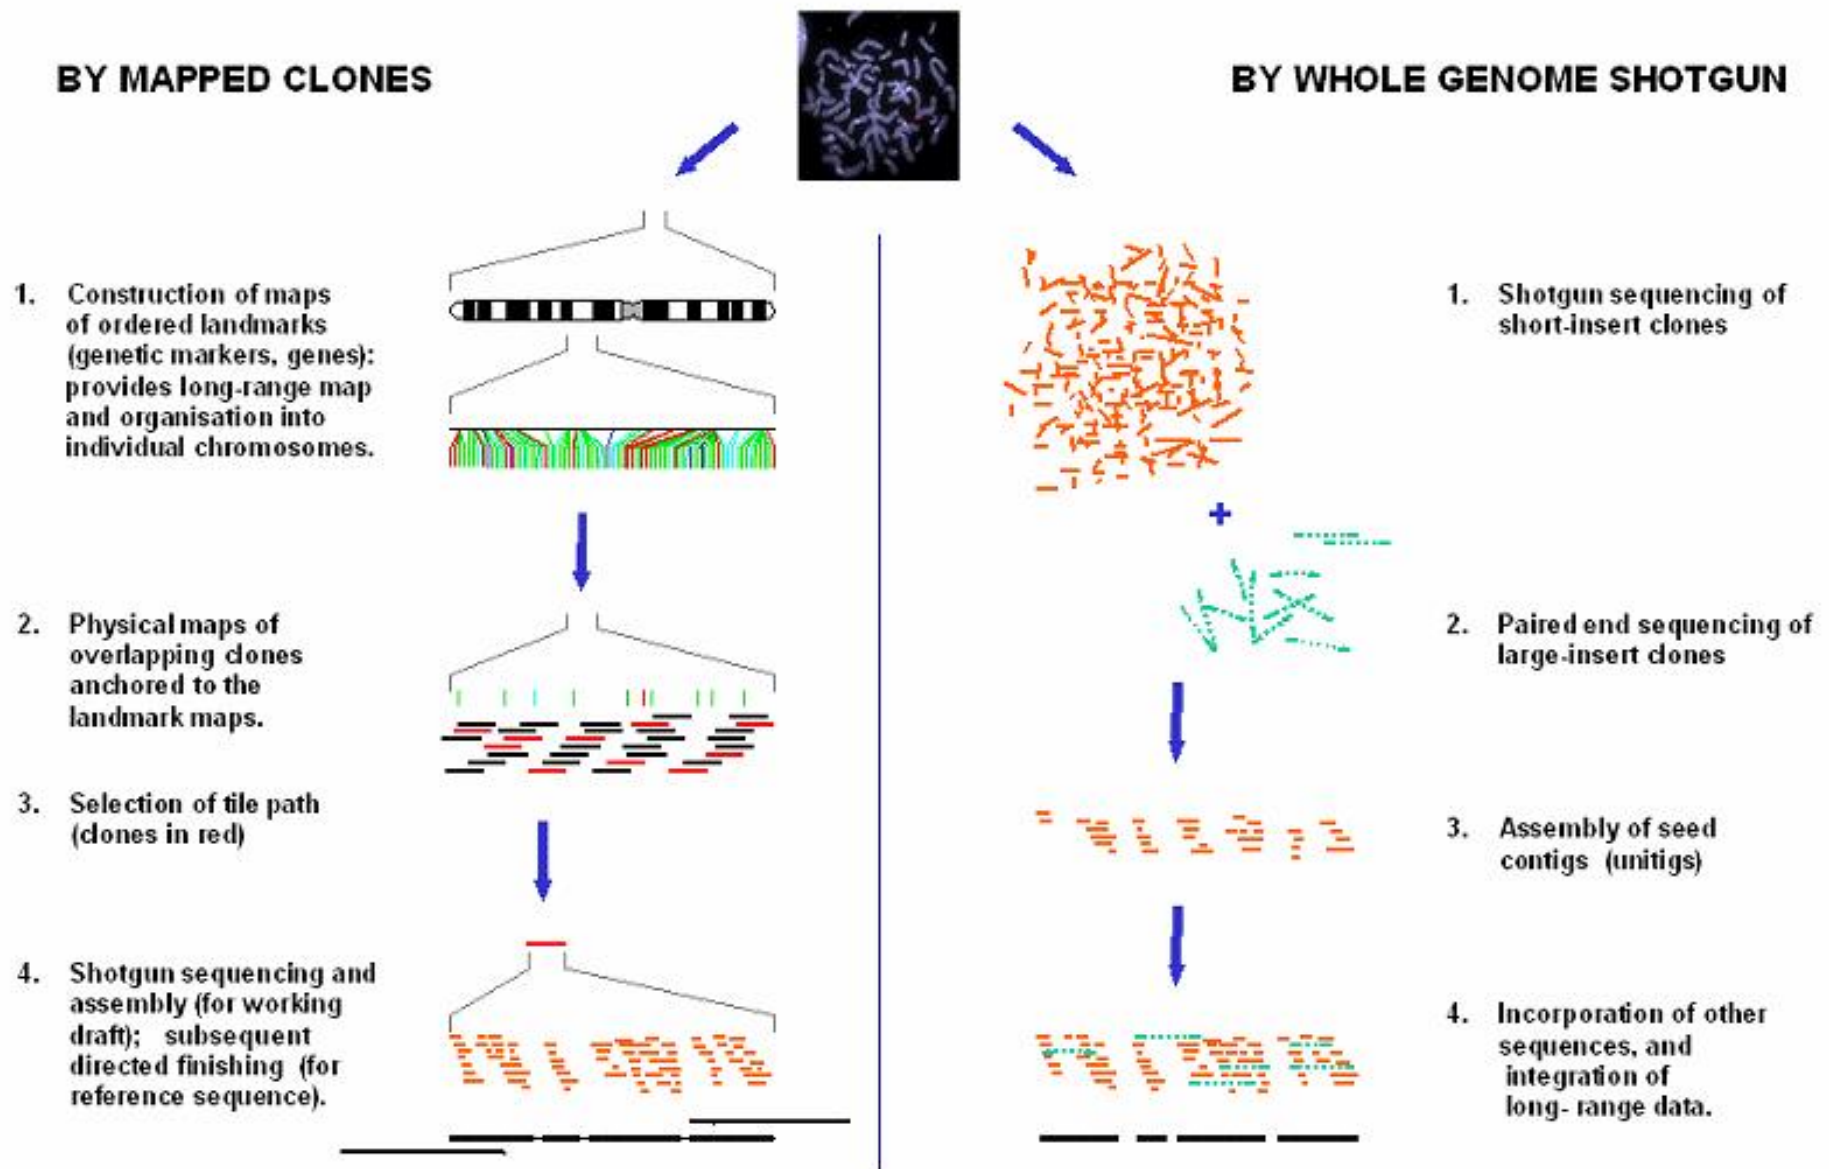 BY MAPPED CLONES
BY WHOLE GENOME SHOTGUN
1. Construction of maps
of ordered landmarks
(genetic markers, genes):
provides long-range map
and organisation into
individual chromosomes.
2. Physical maps of
overlapping clones
anchored to the
landmark maps.
3. Selection of tile path
(clones in red)
4. Shotgun sequencing and
assembly (for working
draft); subsequent
directed finishing (for
reference sequence).
1. Shotgun sequencing of
short-insert clones
+
2. Paired end sequencing of
large-insert clones
3. Assembly of seed
contigs (unitigs)
4. Incorporation of other
sequences, and
integration of
long- range data.